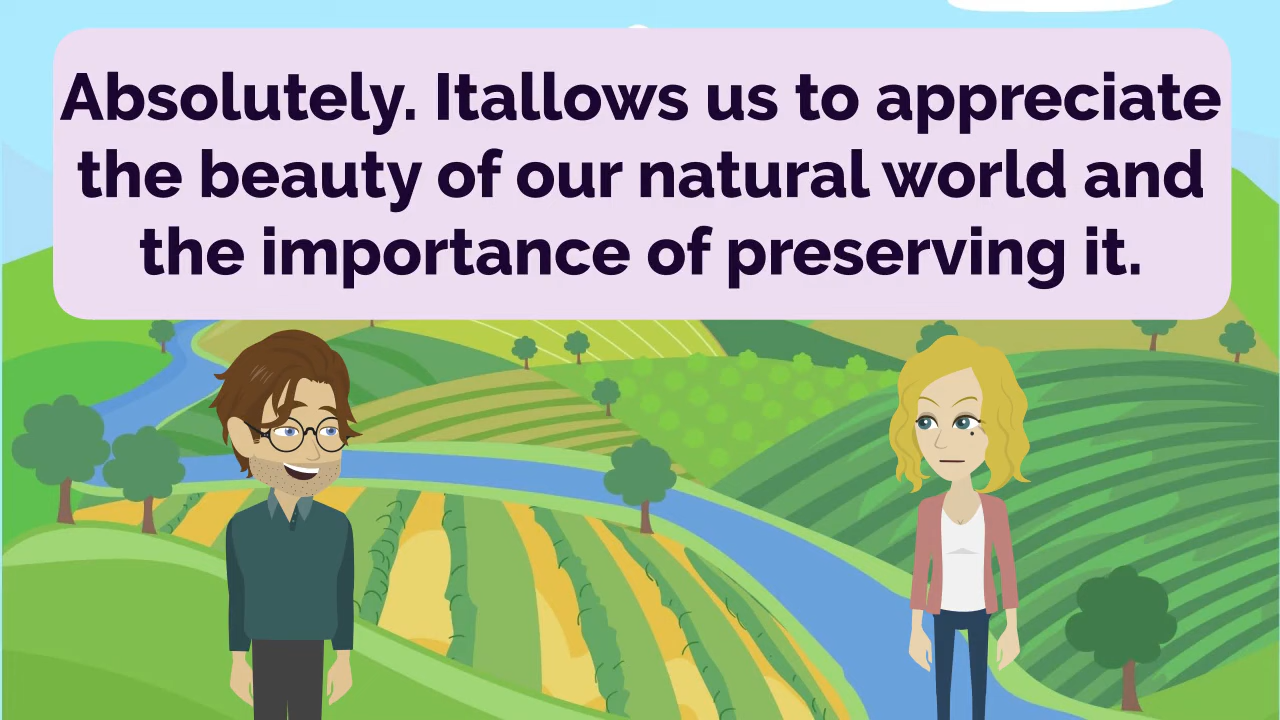 Absolutely. Itallows us to appreciate
the beauty of our natural world and
the importance of preserving it.